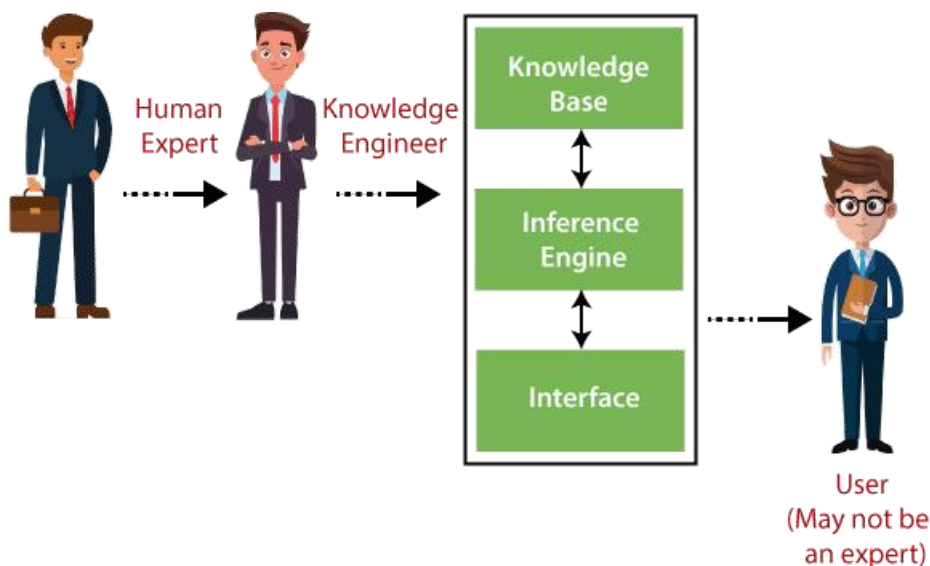 Human
Expert
Knowledge
Engineer
Knowledge
Base
Inference
Engine
Interface
User
(May not be
an expert)